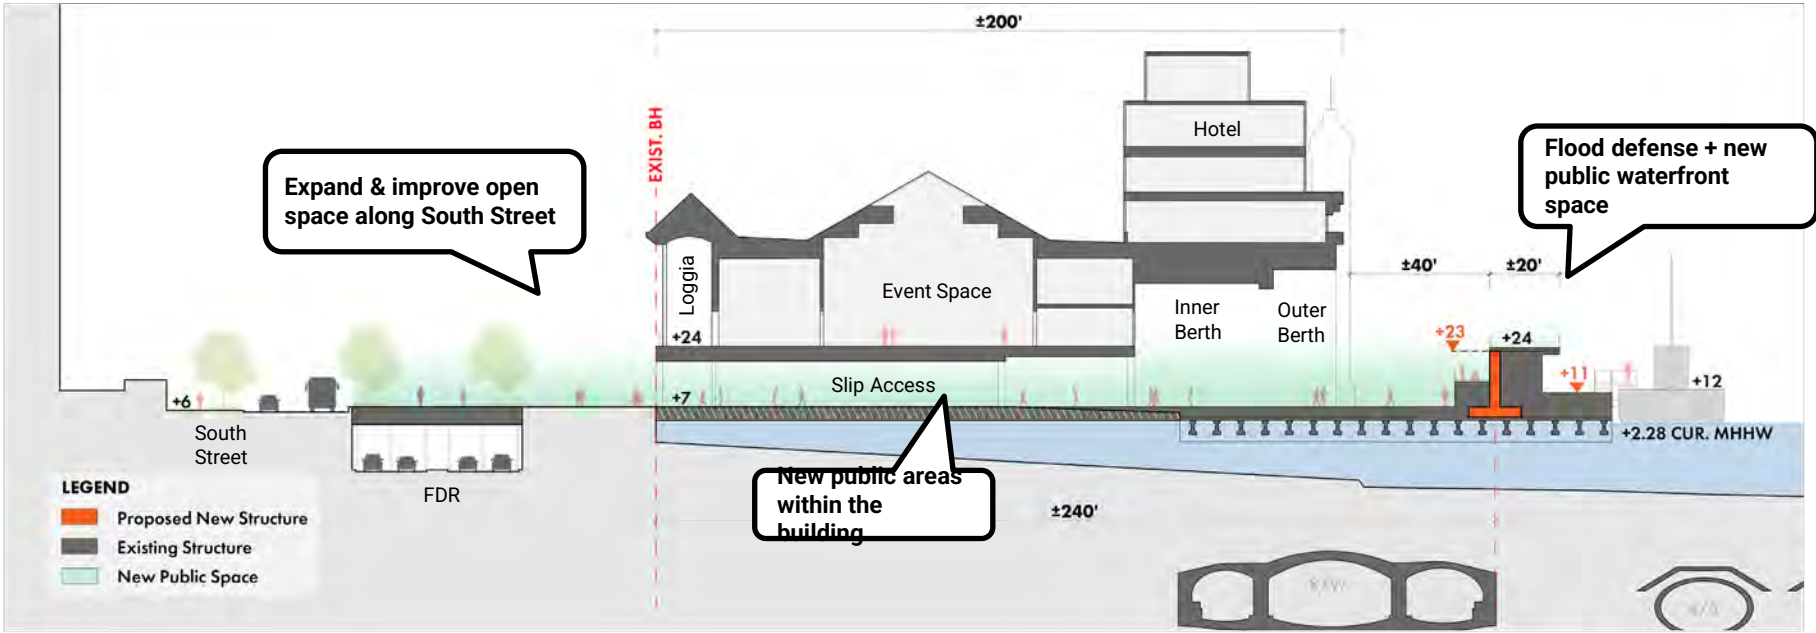 ±200'
EXIST. BH
Hotel
Expand & improve open
space along South Street
Flood defense + new
public waterfront
space
Loggia
Event Space
Inner
Berth
Outer
Berth
±40'
±20'
+24
+23
+24
+11
+12
Slip Access
+6
+7
South
Street
FDR
+2.28 CUR. MHHW
New public areas
within the
building
±240'
LEGEND
Proposed New Structure
Existing Structure
New Public Space